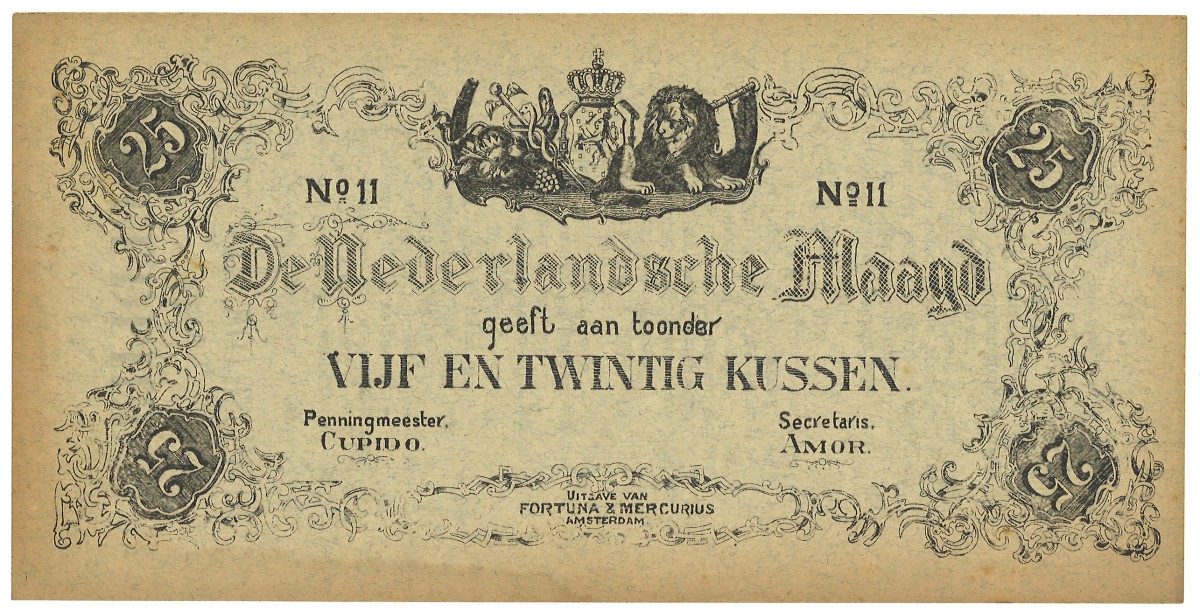 25
25
No 11
No 11
De Nederlandsche Maagd
geeft aan toonder
VIJF EN TWINTIG KUSSEN.
Penningmeester,
CUPIDO.
Secretaris,
AMOR.
25
25
UITGAVE VAN
FORTUNA & MERCURIUS
AMSTERDAM